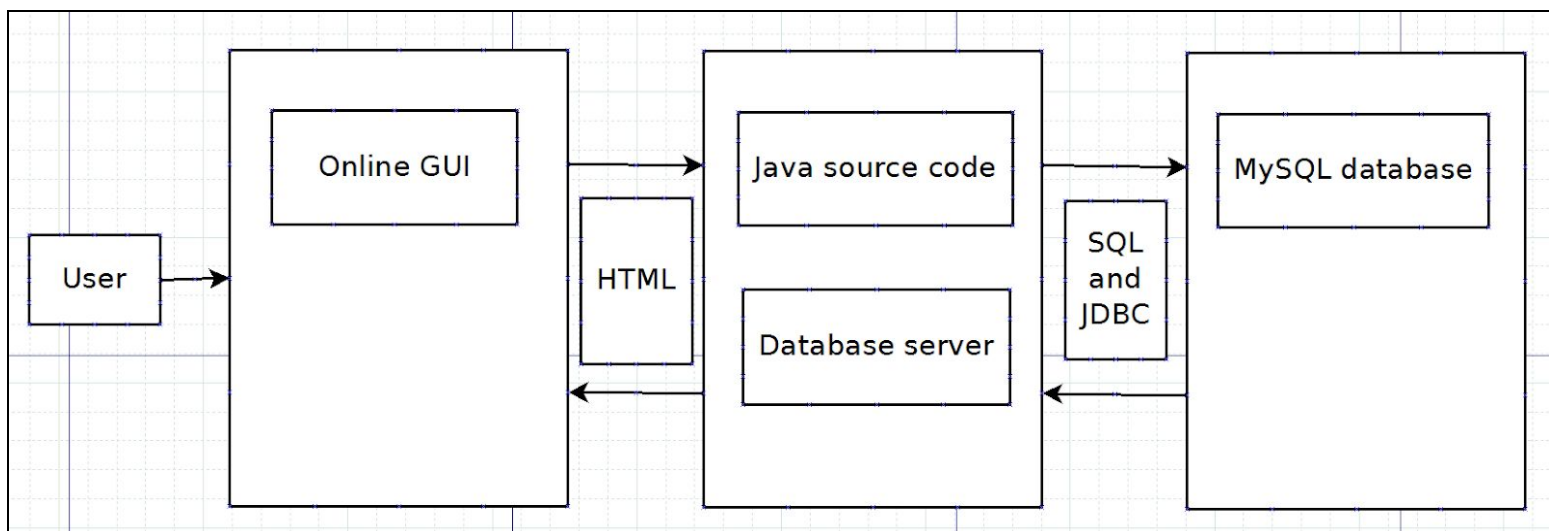 User
Online GUI
HTML
Java source code
Database server
SQL
and
JDBC
MySQL database